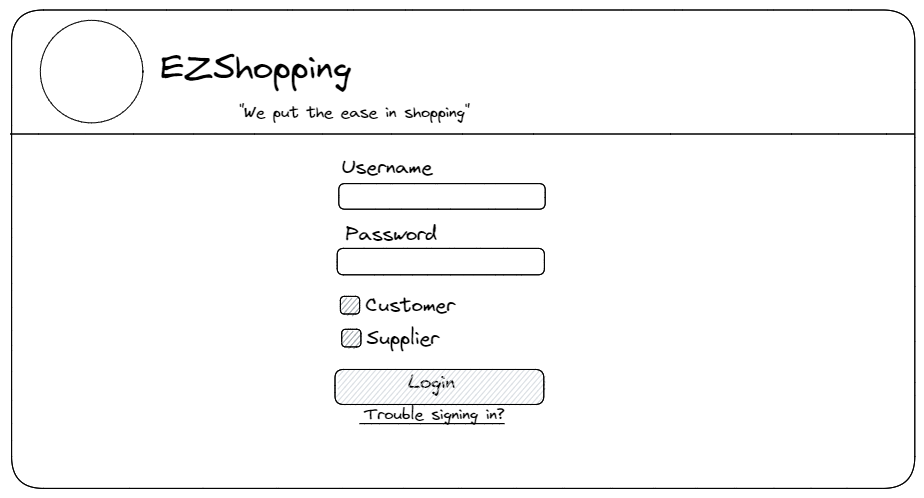 EZShopping
"We put the ease in shopping"
Username
Password
Customer
Supplier
Login
Trouble signing in?